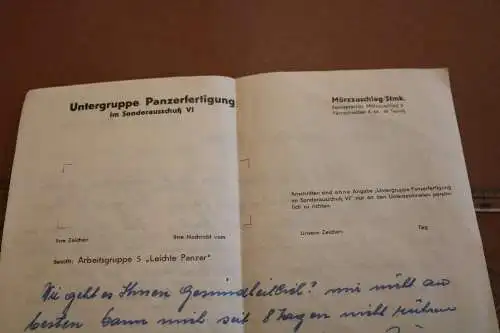 Untergruppe Panzerfertigung
im Sonderausschuß VI
Mürzzuschlag/Stmk.
Anschriften sind ohne Angabe „Untergruppe Panzerfertigung
im Sonderausschuß VI" nur an den Unterzeichneten persön-
lich zu richten.
Ihre Zeichen
Ihre Nachricht vom
Unsere Zeichen
Tag
Betrifft: Arbeitsgruppe 5 „Leichte Panzer"
Wie geht es Ihnen Gesundheitlich? mir nicht am
besten kann mich seit 8 Tagen nicht rühren